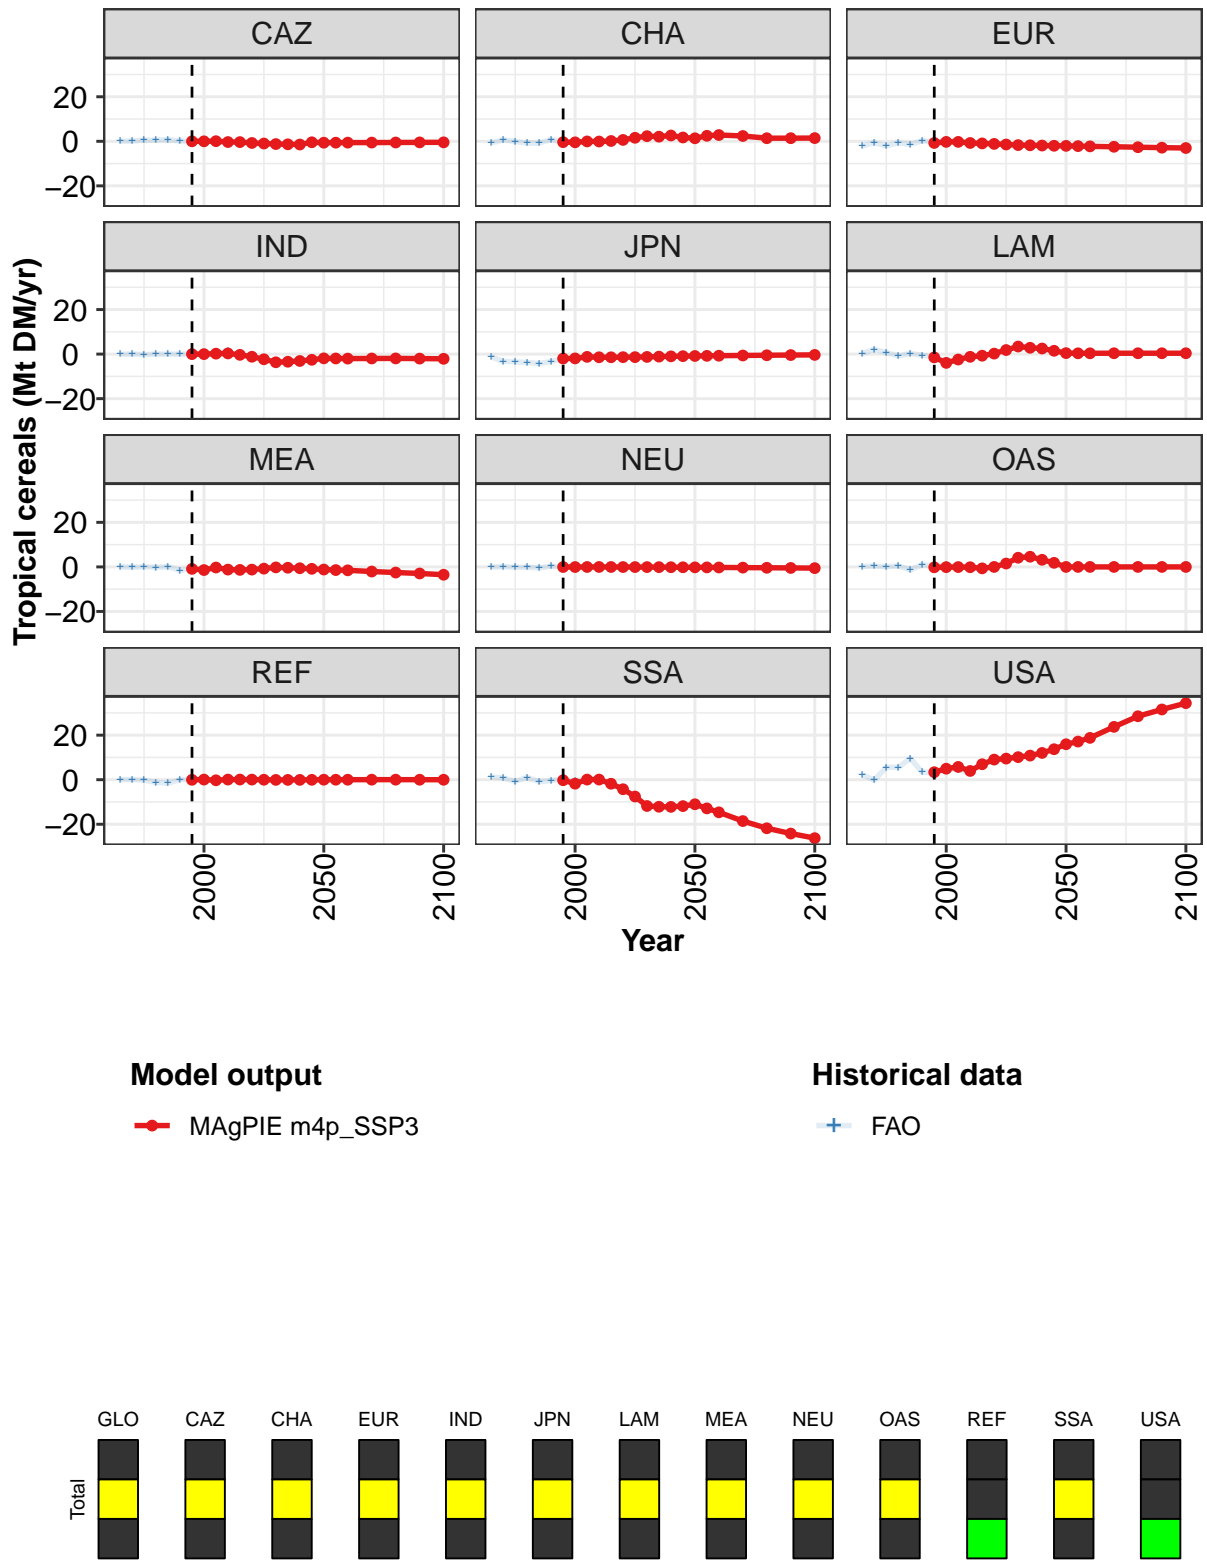 CAZ CHA EUR
20
0
−20
IND JPN LAM
20
0
−20
MEA NEU OAS
20
0
−20
REF SSA USA
20
0
−20
Tropical cereals (Mt DM/yr)
2000 2050 2100 2000 2050 2100 2000 2050 2100
Year
Model output Historical data
MAgPIE m4p_SSP3 FAO
GLO CAZ CHA EUR IND JPN LAM MEA NEU OAS REF SSA USA
Total